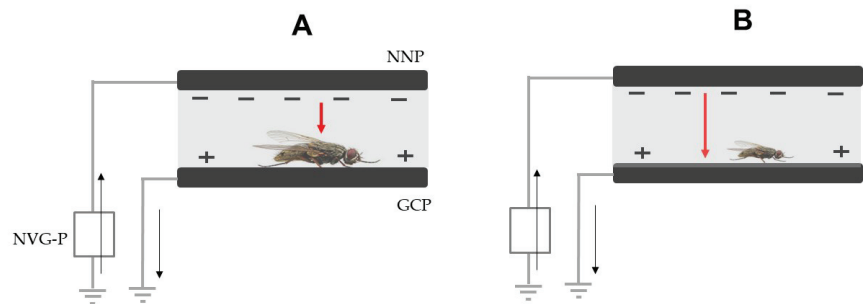 A
B
NNP
− − − − −
− − − − −
+ +
+ +
GCP
NVG-P